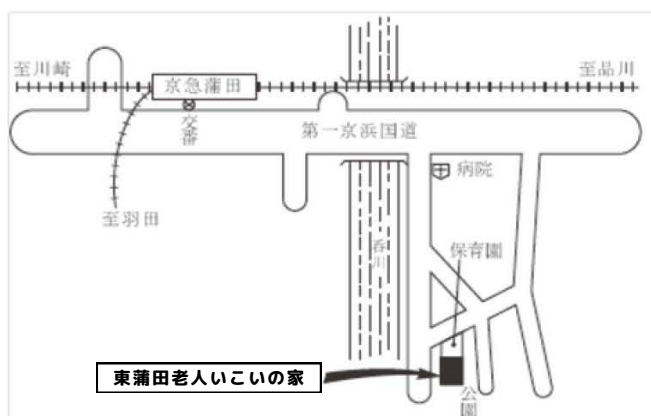 至川崎
京急蒲田
至品川
交番
第一京浜国道
病院
至羽田
呑川
保育園
東蒲田老人いこいの家
公園